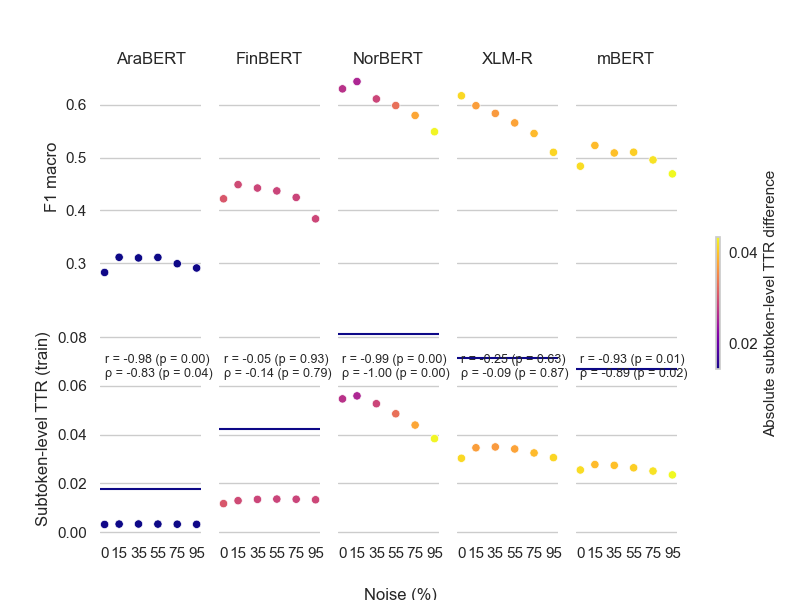 AraBERT FinBERT NorBERT XLM-R mBERT
F1 macro
0.6
0.5
0.4
0.3
Absolute subtoken-level TTR difference
0.04
0.02
Subtoken-level TTR (train)
0.08
0.06
0.04
0.02
0.00
r = -0.98 (p = 0.00)
ρ = -0.83 (p = 0.04)
r = -0.05 (p = 0.93)
ρ = -0.14 (p = 0.79)
r = -0.99 (p = 0.00)
ρ = -1.00 (p = 0.00)
r = -0.25 (p = 0.63)
ρ = -0.09 (p = 0.87)
r = -0.93 (p = 0.01)
ρ = -0.89 (p = 0.02)
0 15 35 55 75 95 0 15 35 55 75 95 0 15 35 55 75 95 0 15 35 55 75 95 0 15 35 55 75 95
Noise (%)